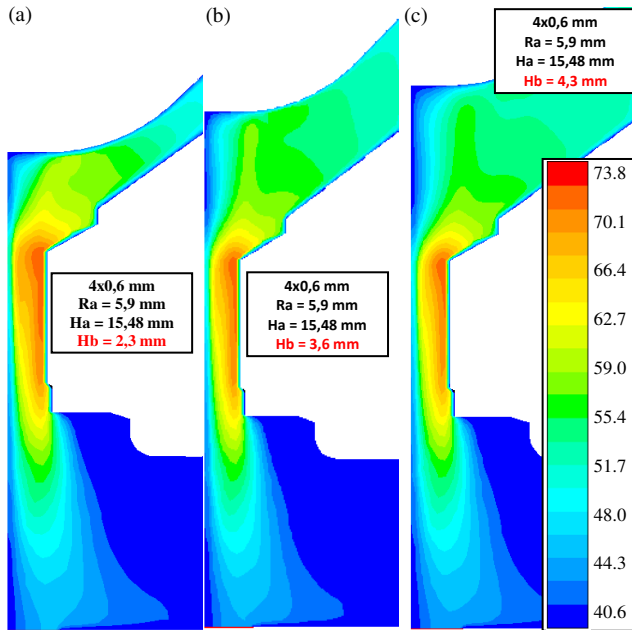 (a)
4x0,6 mm
Ra = 5,9 mm
Ha = 15,48 mm
Hb = 2,3 mm
(b)
4x0,6 mm
Ra = 5,9 mm
Ha = 15,48 mm
Hb = 3,6 mm
(c)
4x0,6 mm
Ra = 5,9 mm
Ha = 15,48 mm
Hb = 4,3 mm
73.8
70.1
66.4
62.7
59.0
55.4
51.7
48.0
44.3
40.6